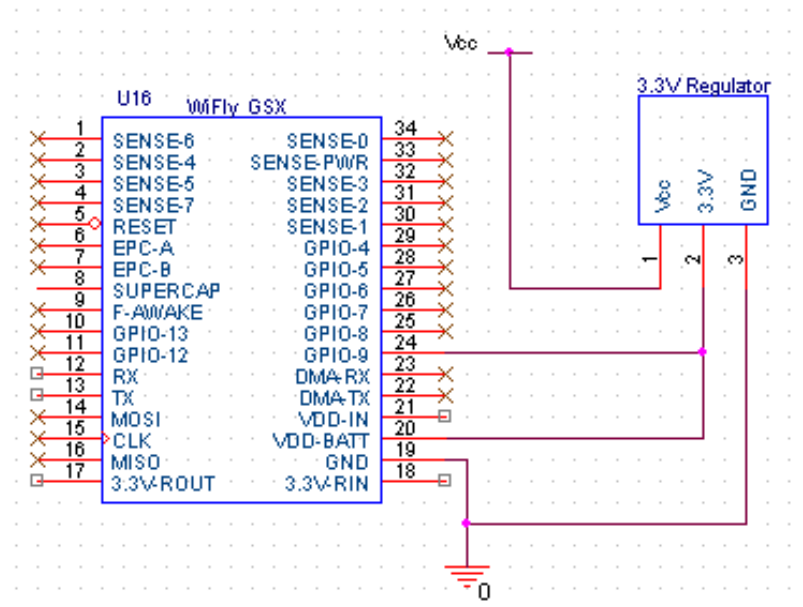 Vcc
3.3V Regulator
Vcc
3.3V
GND
1
2
3
U16
WiFly GSX
1 SENSE-6 SENSE-0 34
2 SENSE-4 SENSE-PWR 33
3 SENSE-5 SENSE-3 32
4 SENSE-7 SENSE-2 31
5 RESET SENSE-1 30
6 EPC-A GPIO-4 29
7 EPC-B GPIO-5 28
8 SUPERCAP GPIO-6 27
9 F-AWAKE GPIO-7 26
10 GPIO-13 GPIO-8 25
11 GPIO-12 GPIO-9 24
12 RX DMA-RX 23
13 TX DMA-TX 22
14 MOSI VDD-IN 21
15 CLK VDD-BATT 20
16 MISO GND 19
17 3.3V-ROUT 3.3V-RIN 18
0